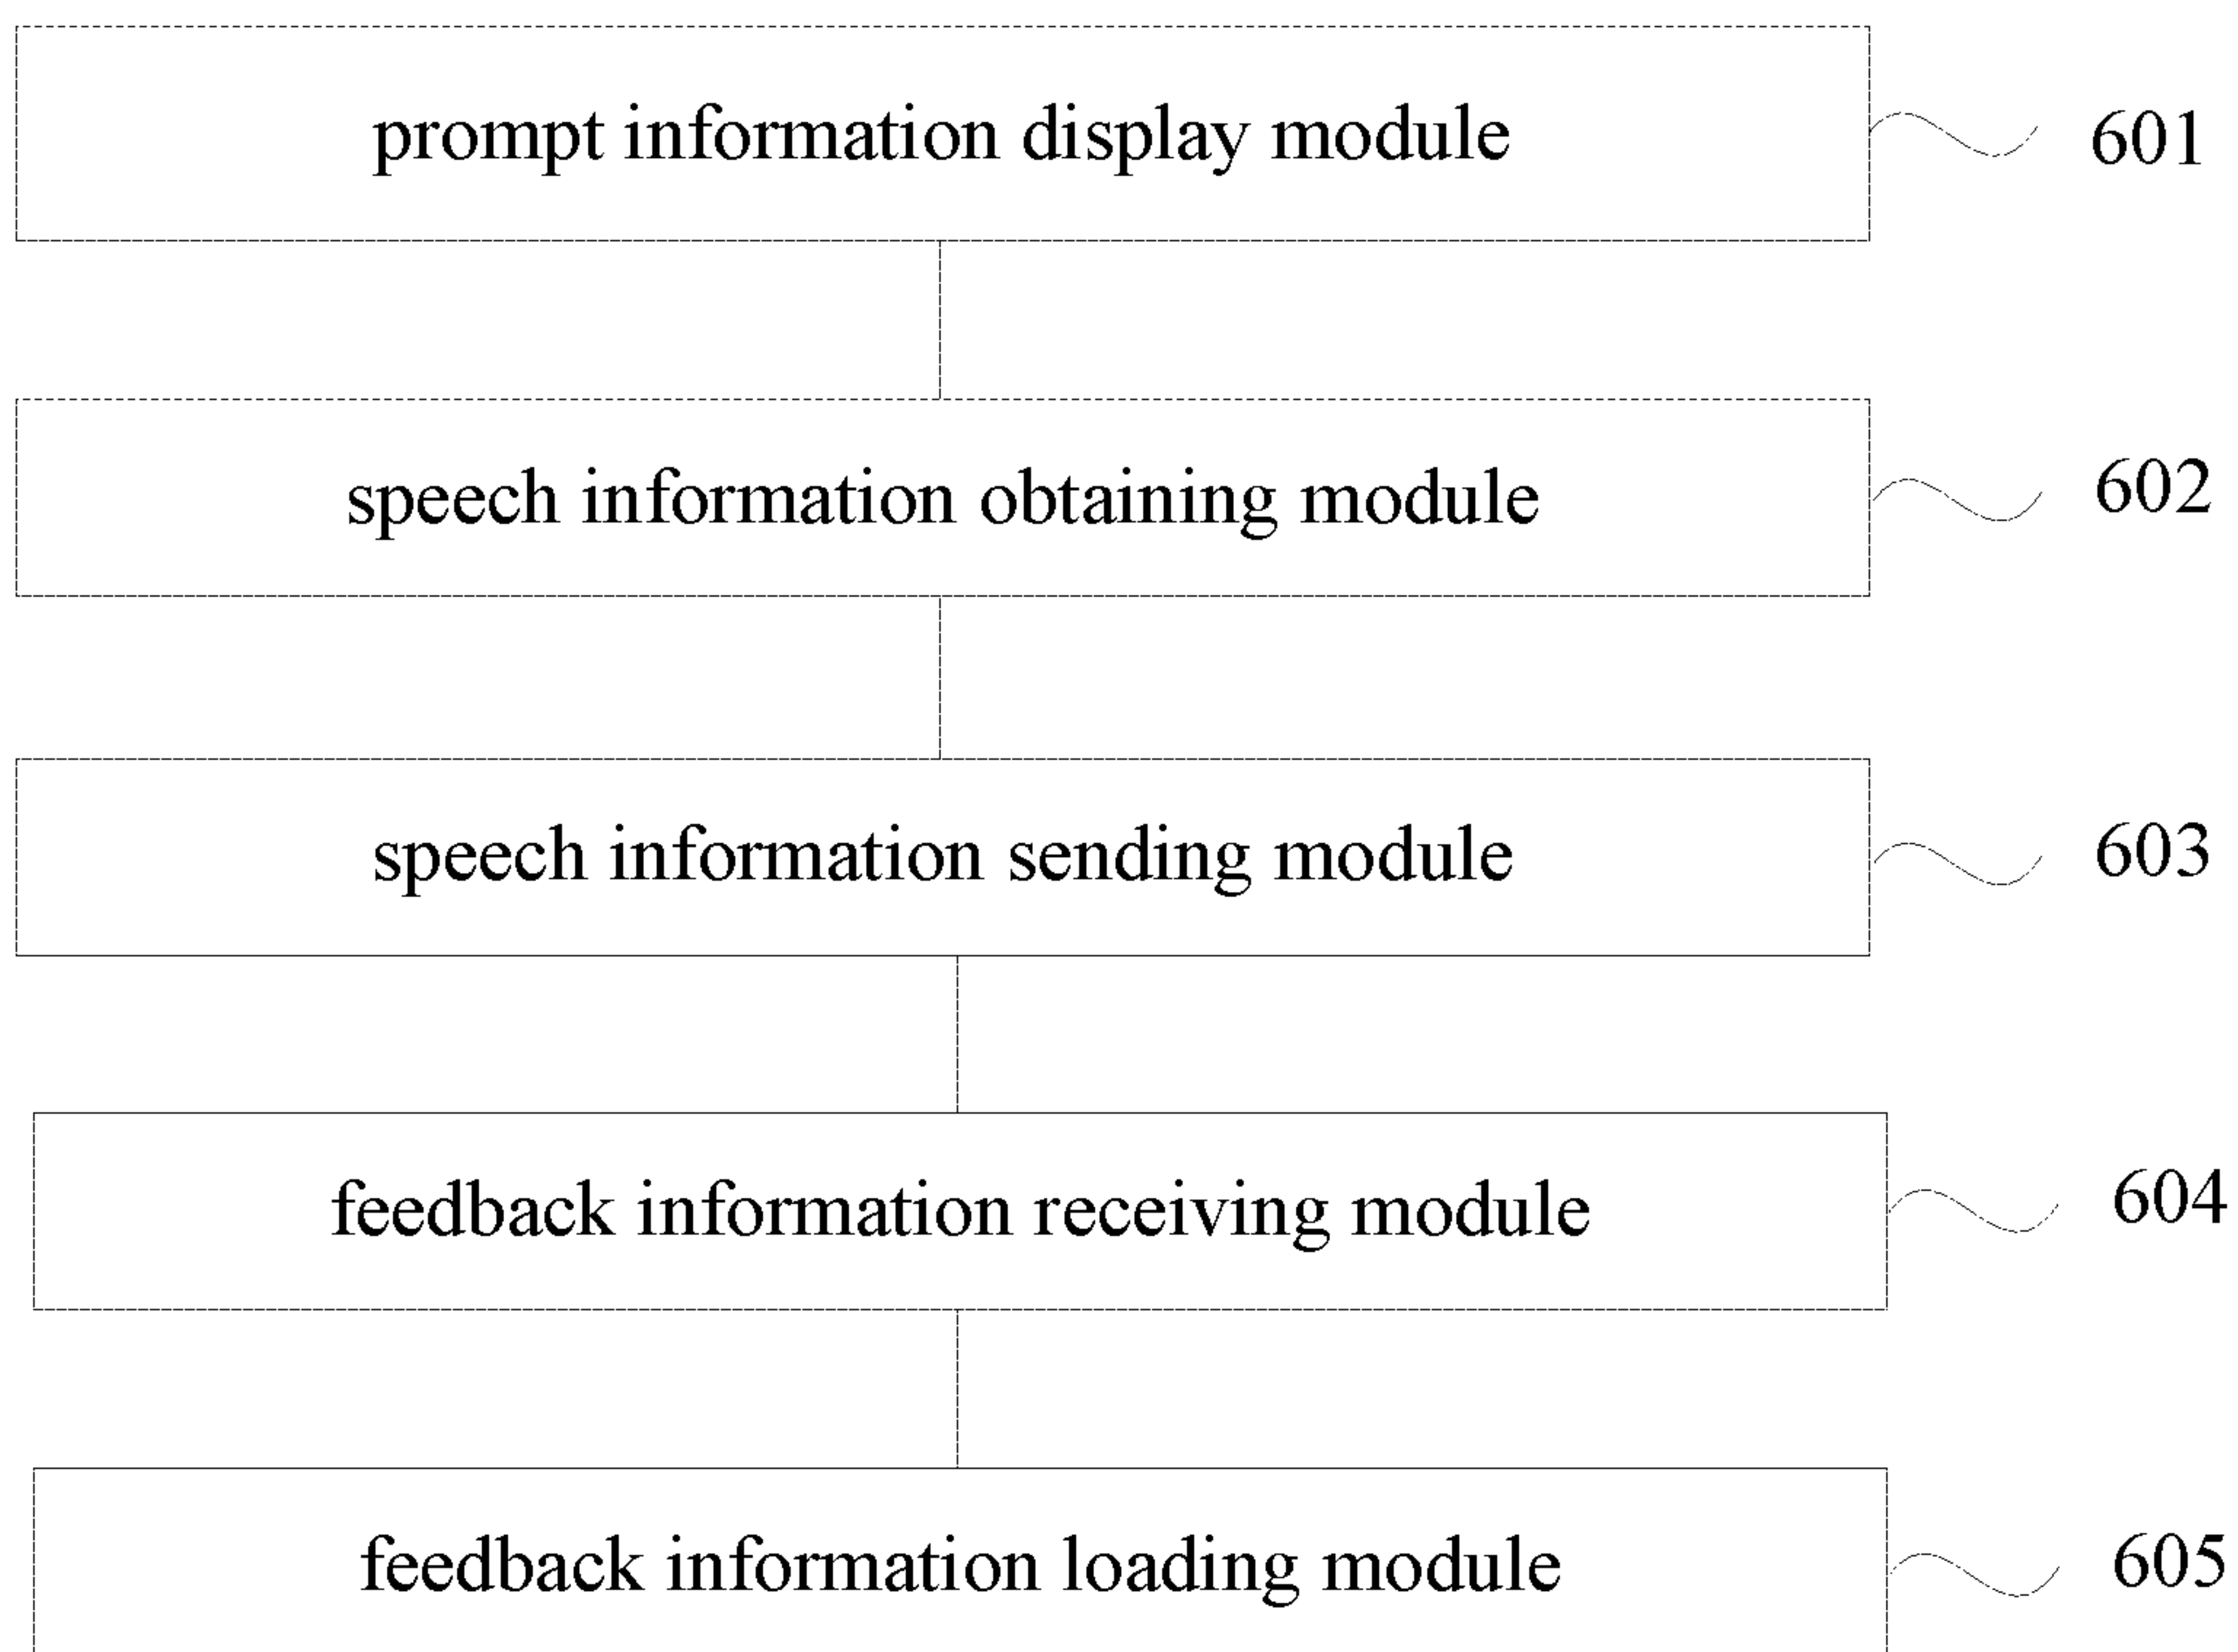 prompt information display module 601
speech information obtaining module 602
speech information sending module 603
feedback information receiving module 604
feedback information loading module 605